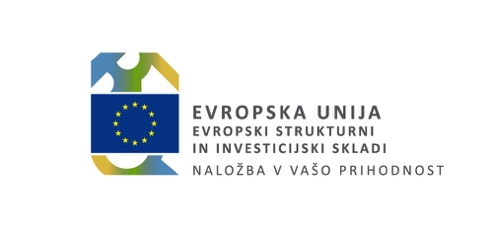 EVROPSKA UNIJA
EVROPSKI STRUKTURNI
IN INVESTICIJSKI SKLADI
NALOŽBA V VAŠO PRIHODNOST